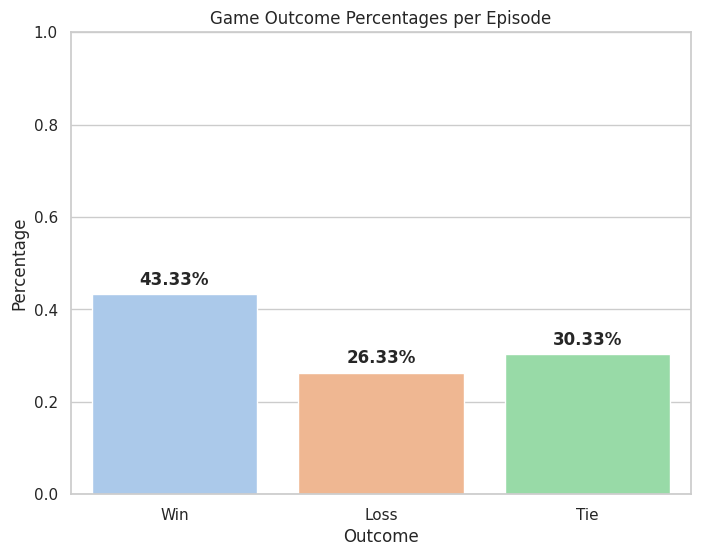 Game Outcome Percentages per Episode
1.0
0.8
0.6
0.4
0.2
0.0
Percentage
43.33%
26.33%
30.33%
Win
Loss
Tie
Outcome